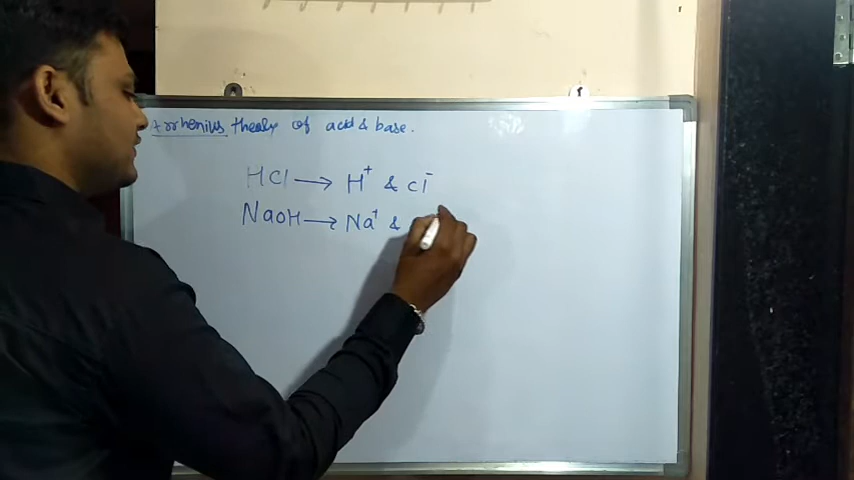 Arrhenius theory of acid & base.
HCl → H⁺ & Cl⁻
NaOH → Na⁺ &